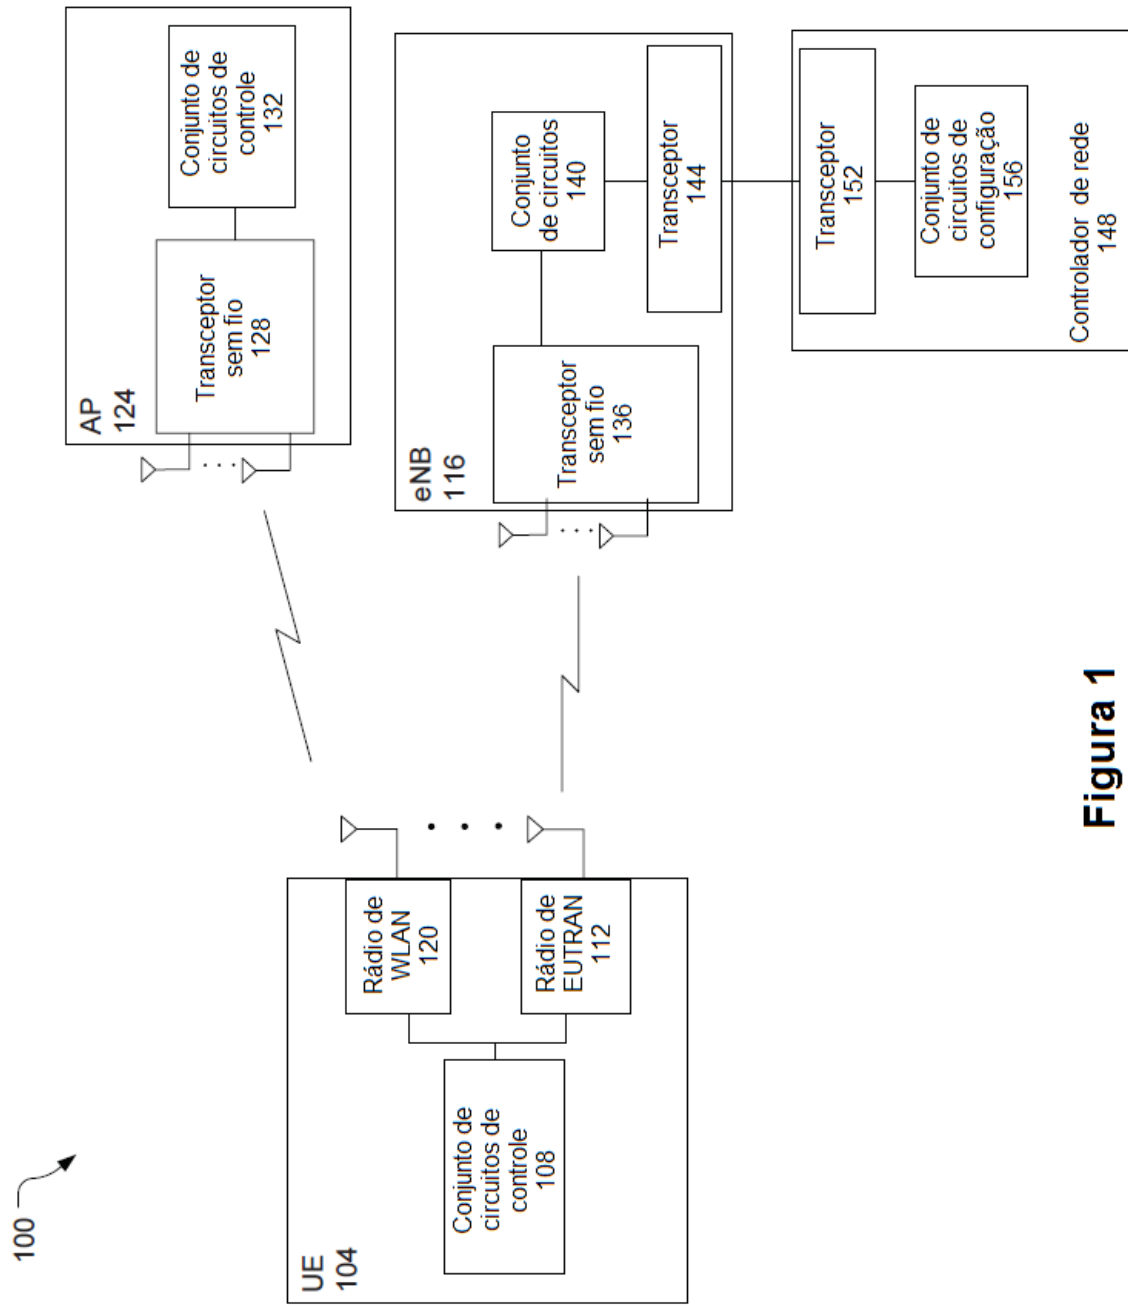 100
UE
104
Conjunto de
circuitos de
controle
108
Rádio de
WLAN
120
Rádio de
EUTRAN
112
AP
124
Transceptor
sem fio
128
Conjunto de
circuitos de
controle
132
eNB
116
Transceptor
sem fio
136
Conjunto
de circuitos
140
Transceptor
144
Transceptor
152
Conjunto de
circuitos de
configuração
156
Controlador de rede
148
Figura 1